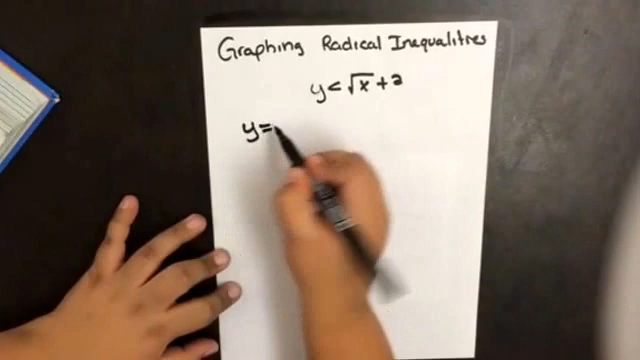 Graphing Radical Inequalities
y < √x + 2
y =